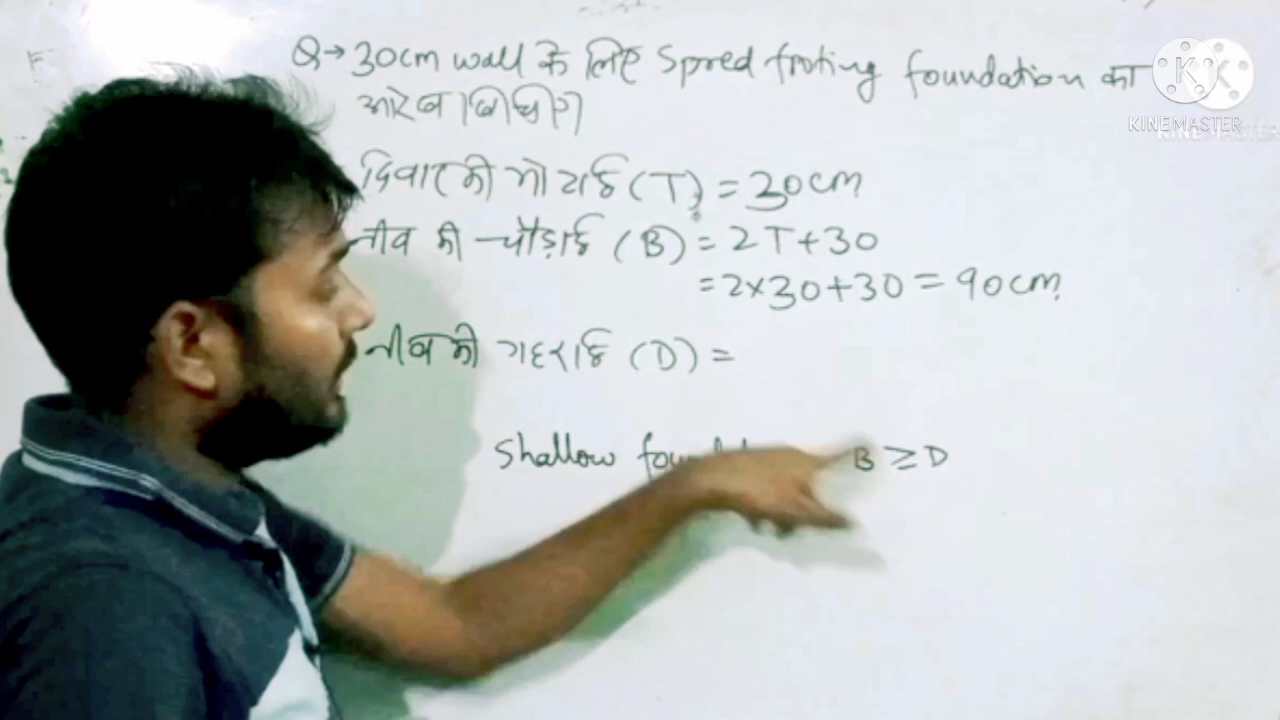 Q→ 30cm wall के लिए Spred footing foundation का
आरेख खिचिए।
दिवार की मोटाई (T) = 30cm
नीव की चौड़ाई (B) = 2T+30
=2×30+30 = 90cm
नीव की गहराई (D) =
Shallow B ≥ D
KINEMASTER